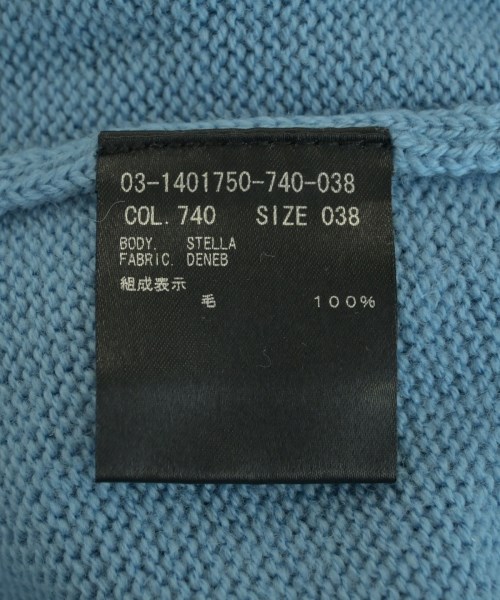 03-1401750-740-038
COL. 740 SIZE 038
BODY. STELLA
FABRIC. DENEB
組成表示
毛 100%